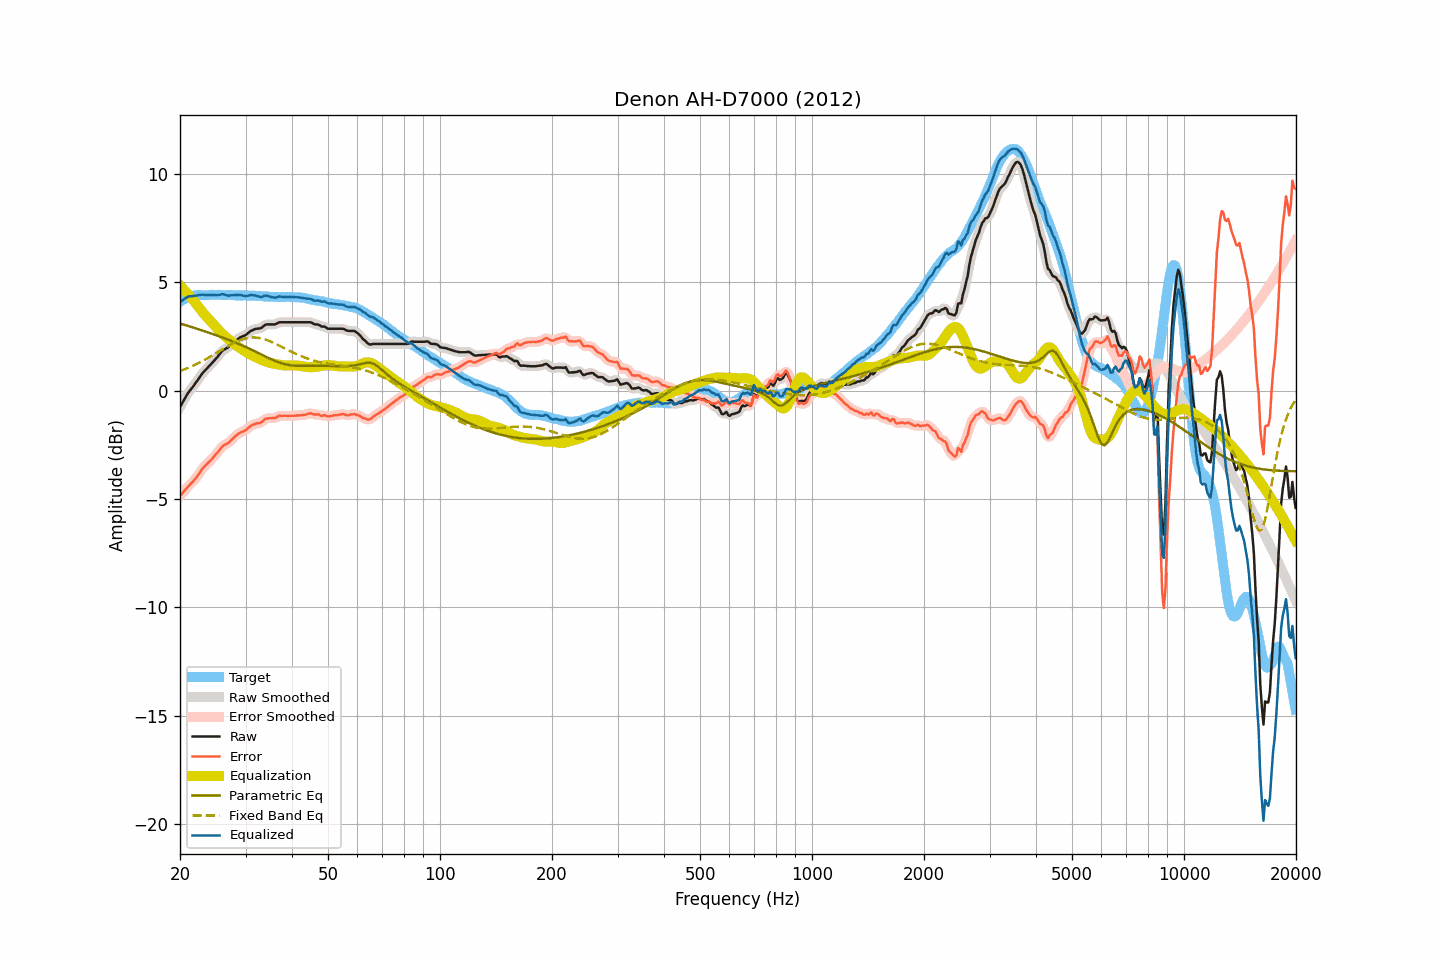 Denon AH-D7000 (2012)
10
5
0
−5
−10
−15
−20
Amplitude (dBr)
Target
Raw Smoothed
Error Smoothed
Raw
Error
Equalization
Parametric Eq
Fixed Band Eq
Equalized
20 50 100 200 500 1000 2000 5000 10000 20000
Frequency (Hz)